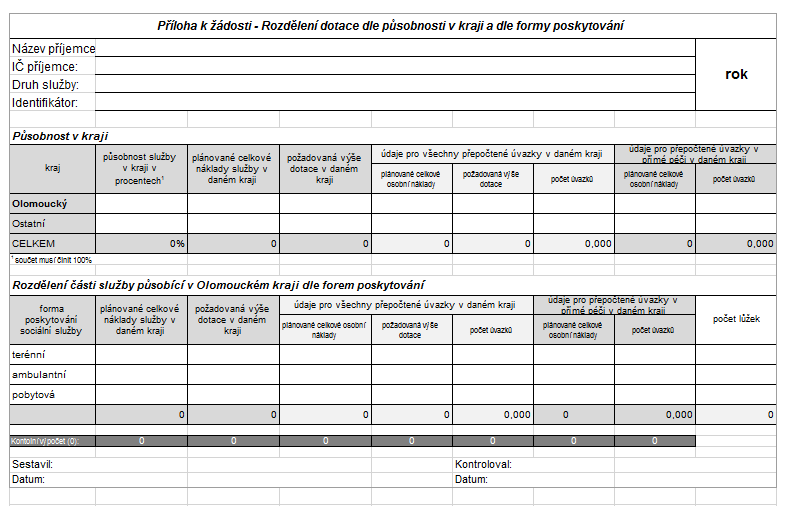 Příloha k žádosti - Rozdělení dotace dle působnosti v kraji a dle formy poskytování
Název příjemce
IČ příjemce:
Druh služby:
Identifikátor:
rok
Působnost v kraji
kraj
působnost služby
v kraji v
procentech1
plánované celkové
náklady služby v
daném kraji
požadovaná výše
dotace v daném
kraji
údaje pro všechny přepočtené úvazky v daném kraji
údaje pro přepočtené úvazky v
přímé péči v daném kraji
plánované celkové
osobní náklady
požadovaná výše
dotace
počet úvazků
plánované celkové
osobní náklady
počet úvazků
Olomoucký
Ostatní
CELKEM 0% 0 0 0 0 0,000 0 0,000
1 součet musí činit 100%
Rozdělení části služby působící v Olomouckém kraji dle forem poskytování
forma
poskytování
sociální služby
plánované celkové
náklady služby v
daném kraji
požadovaná výše
dotace v daném
kraji
údaje pro všechny přepočtené úvazky v daném kraji
údaje pro přepočtené úvazky v
přímé péči v daném kraji
počet lůžek
plánované celkové osobní
náklady
požadovaná výše
dotace
počet úvazků
plánované celkové
osobní náklady
počet úvazků
terénní
ambulantní
pobytová
0 0 0 0 0,000 0 0,000 0
Kontolní výpočet (0): 0 0 0 0 0 0 0
Sestavil: Kontroloval:
Datum: Datum: